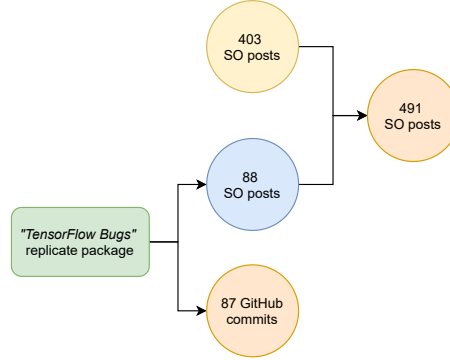 403
SO posts
491
SO posts
88
SO posts
"TensorFlow Bugs"
replicate package
87 GitHub
commits